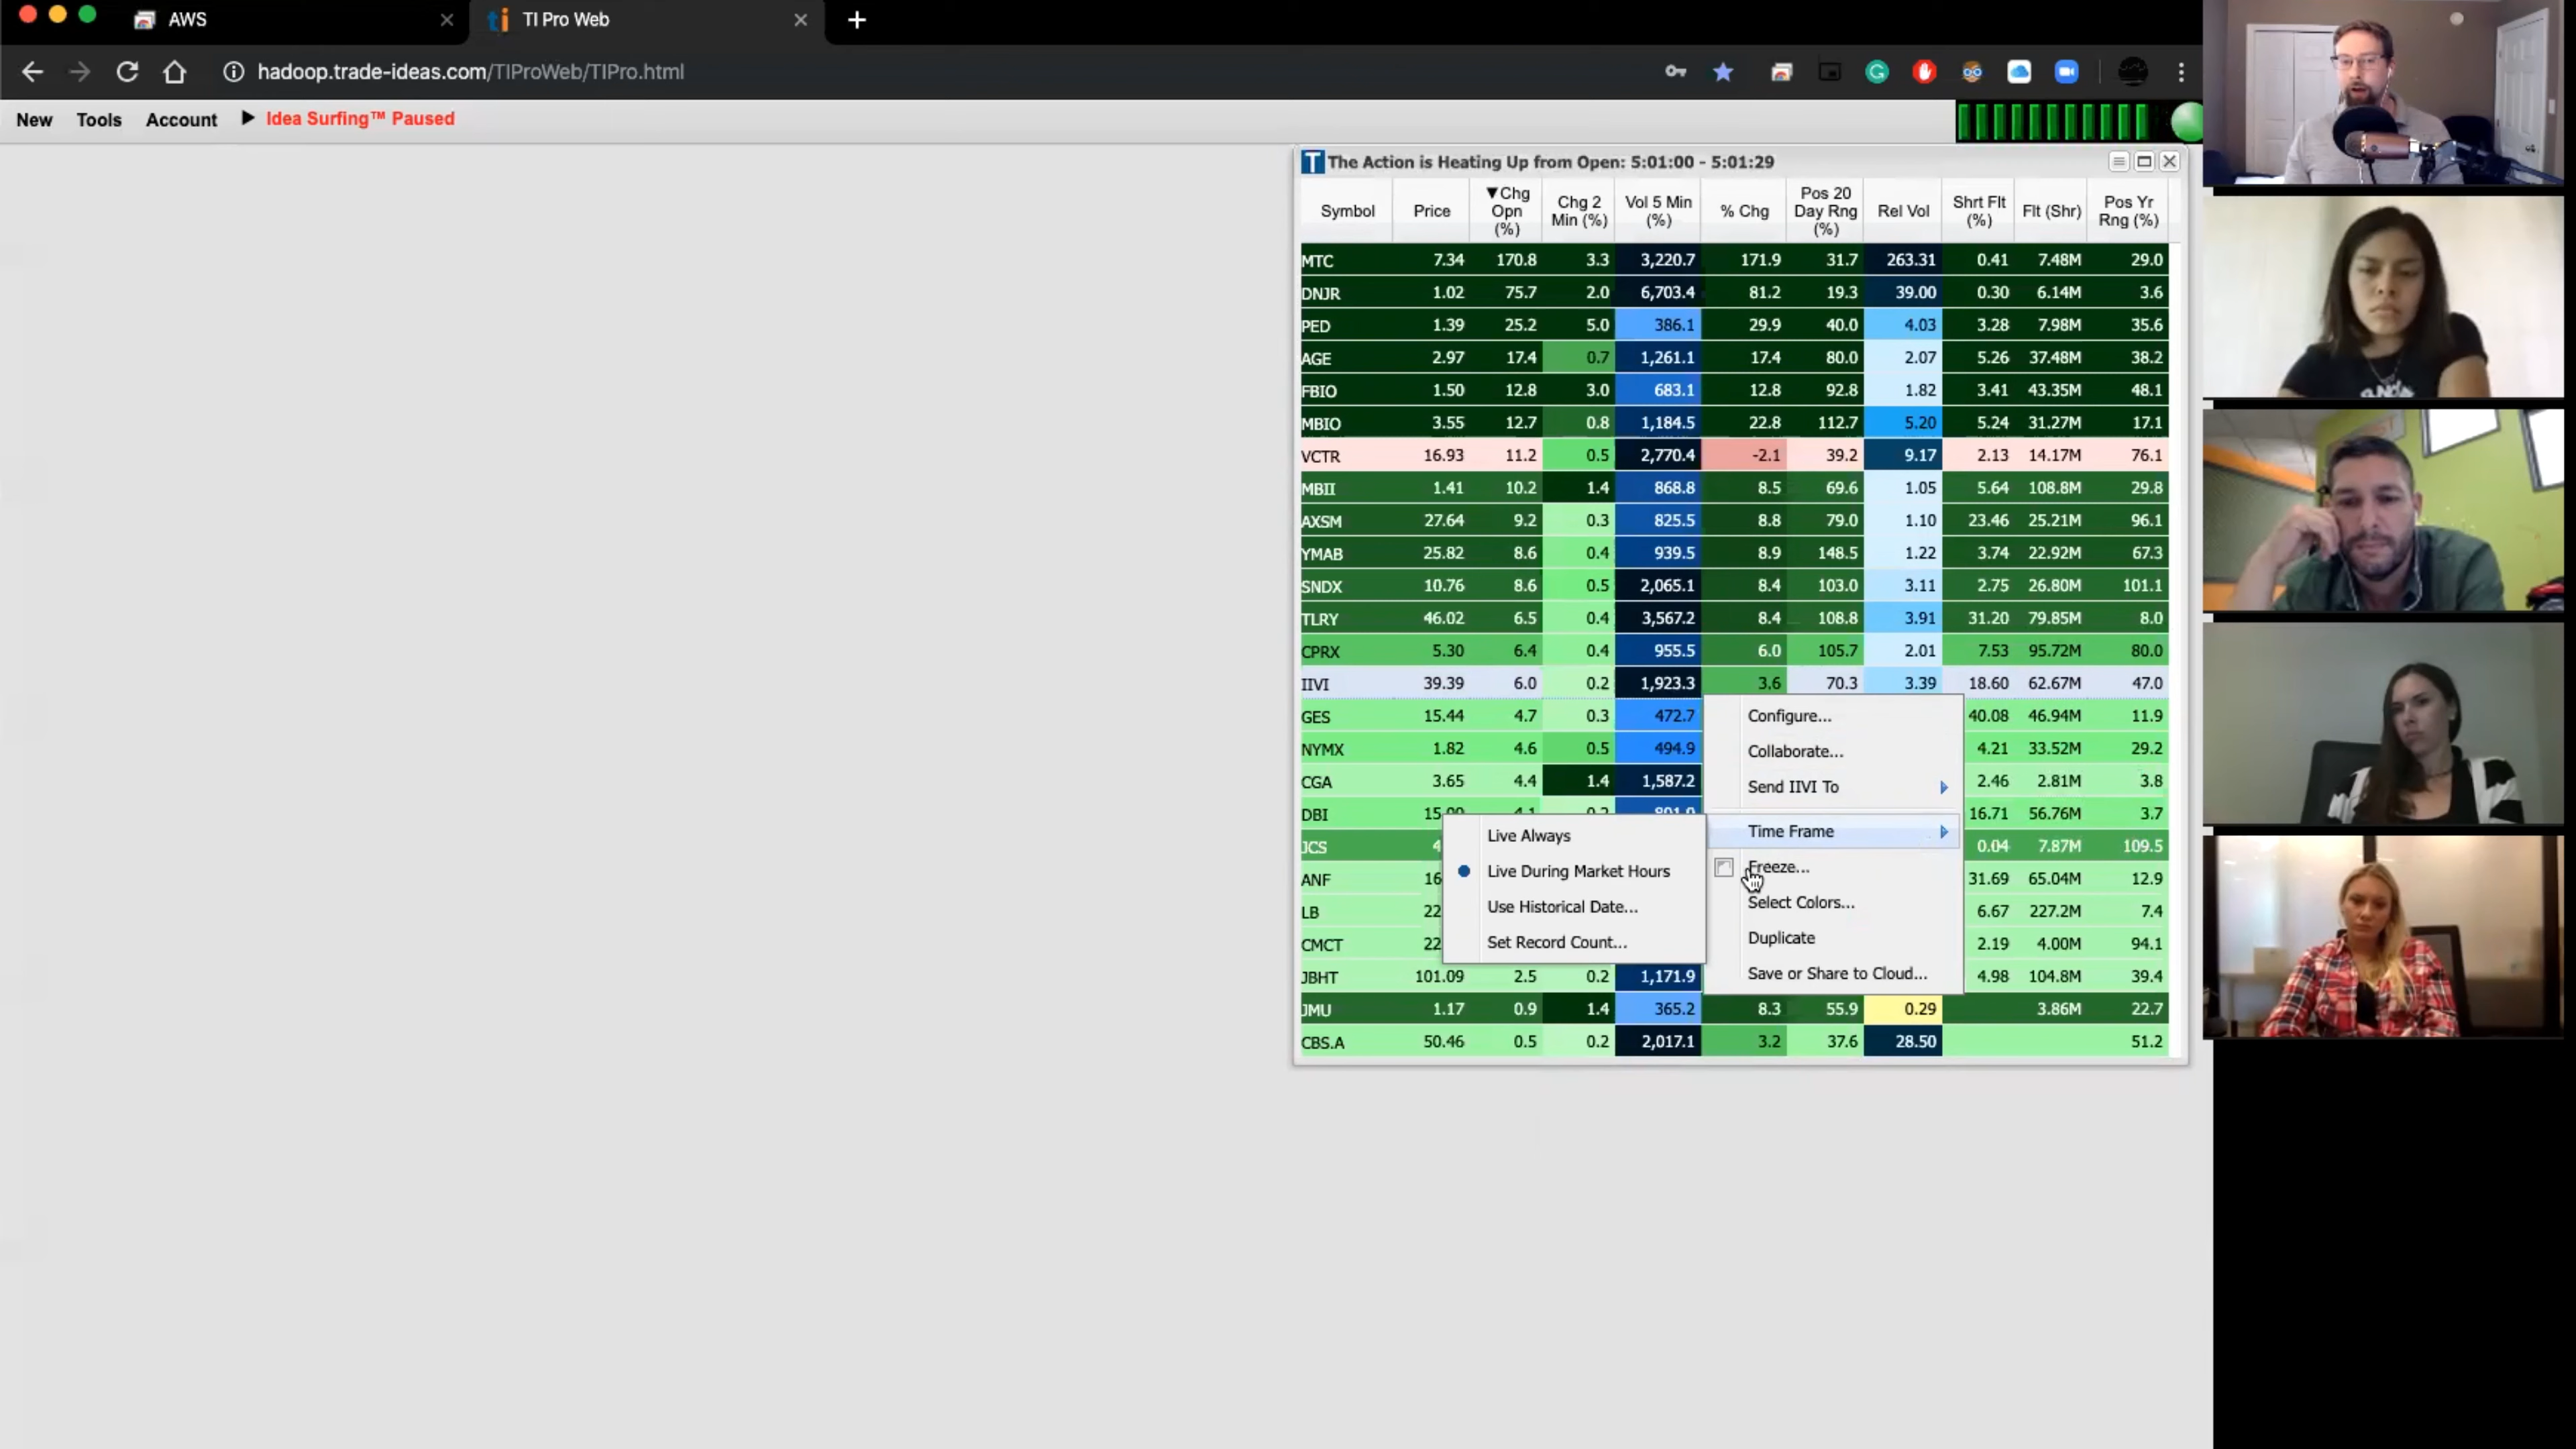 AWS
TI Pro Web
hadoop.trade-ideas.com/TIProWeb/TIPro.html
New Tools Account Idea Surfing™ Paused
The Action is Heating Up from Open: 5:01:00 - 5:01:29
Symbol Price ▼Chg Opn (%) Chg 2 Min (%) Vol 5 Min (%) % Chg Pos 20 Day Rng (%) Rel Vol Shrt Flt (%) Flt (Shr) Pos Yr Rng (%)
MTC 7.34 170.8 3.3 3,220.7 171.9 31.7 263.31 0.41 7.48M 29.0
DNJR 1.02 75.7 2.0 6,703.4 81.2 19.3 39.00 0.30 6.14M 3.6
PED 1.39 25.2 5.0 386.1 29.9 40.0 4.03 3.28 7.98M 35.6
AGE 2.97 17.4 0.7 1,261.1 17.4 80.0 2.07 5.26 37.48M 38.2
FBIO 1.50 12.8 3.0 683.1 12.8 92.8 1.82 3.41 43.35M 48.1
MBIO 3.55 12.7 0.8 1,184.5 22.8 112.7 5.20 5.24 31.27M 17.1
VCTR 16.93 11.2 0.5 2,770.4 -2.1 39.2 9.17 2.13 14.17M 76.1
MBII 1.41 10.2 1.4 868.8 8.5 69.6 1.05 5.64 108.8M 29.8
AXSM 27.64 9.2 0.3 825.5 8.8 79.0 1.10 23.46 25.21M 96.1
YMAB 25.82 8.6 0.4 939.5 8.9 148.5 1.22 3.74 22.92M 67.3
SNDX 10.76 8.6 0.5 2,065.1 8.4 103.0 3.11 2.75 26.80M 101.1
TLRY 46.02 6.5 0.4 3,567.2 8.4 108.8 3.91 31.20 79.85M 8.0
CPRX 5.30 6.4 0.4 955.5 6.0 105.7 2.01 7.53 95.72M 80.0
IIVI 39.39 6.0 0.2 1,923.3 3.6 70.3 3.39 18.60 62.67M 47.0
GES 15.44 4.7 0.3 472.7 40.08 46.94M 11.9
NYMX 1.82 4.6 0.5 494.9 4.21 33.52M 29.2
CGA 3.65 4.4 1.4 1,587.2 2.46 2.81M 3.8
DBI 16.71 56.76M 3.7
JCS 4 0.04 7.87M 109.5
ANF 16 31.69 65.04M 12.9
LB 22 6.67 227.2M 7.4
CMCT 22 2.19 4.00M 94.1
JBHT 101.09 2.5 0.2 1,171.9 4.98 104.8M 39.4
JMU 1.17 0.9 1.4 365.2 8.3 55.9 0.29 3.86M 22.7
CBS.A 50.46 0.5 0.2 2,017.1 3.2 37.6 28.50 51.2
Configure...
Collaborate...
Send IIVI To
Time Frame
Freeze...
Select Colors...
Duplicate
Save or Share to Cloud...
Live Always
Live During Market Hours
Use Historical Date...
Set Record Count...